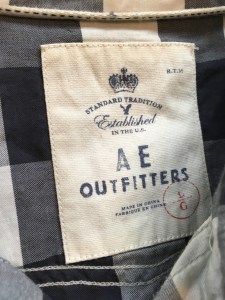 R.T.M
STANDARD TRADITION
Established
IN THE U.S.
AE
OUTFITTERS
MADE IN CHINA
FABRIQUÉ EN CHINE
L/G